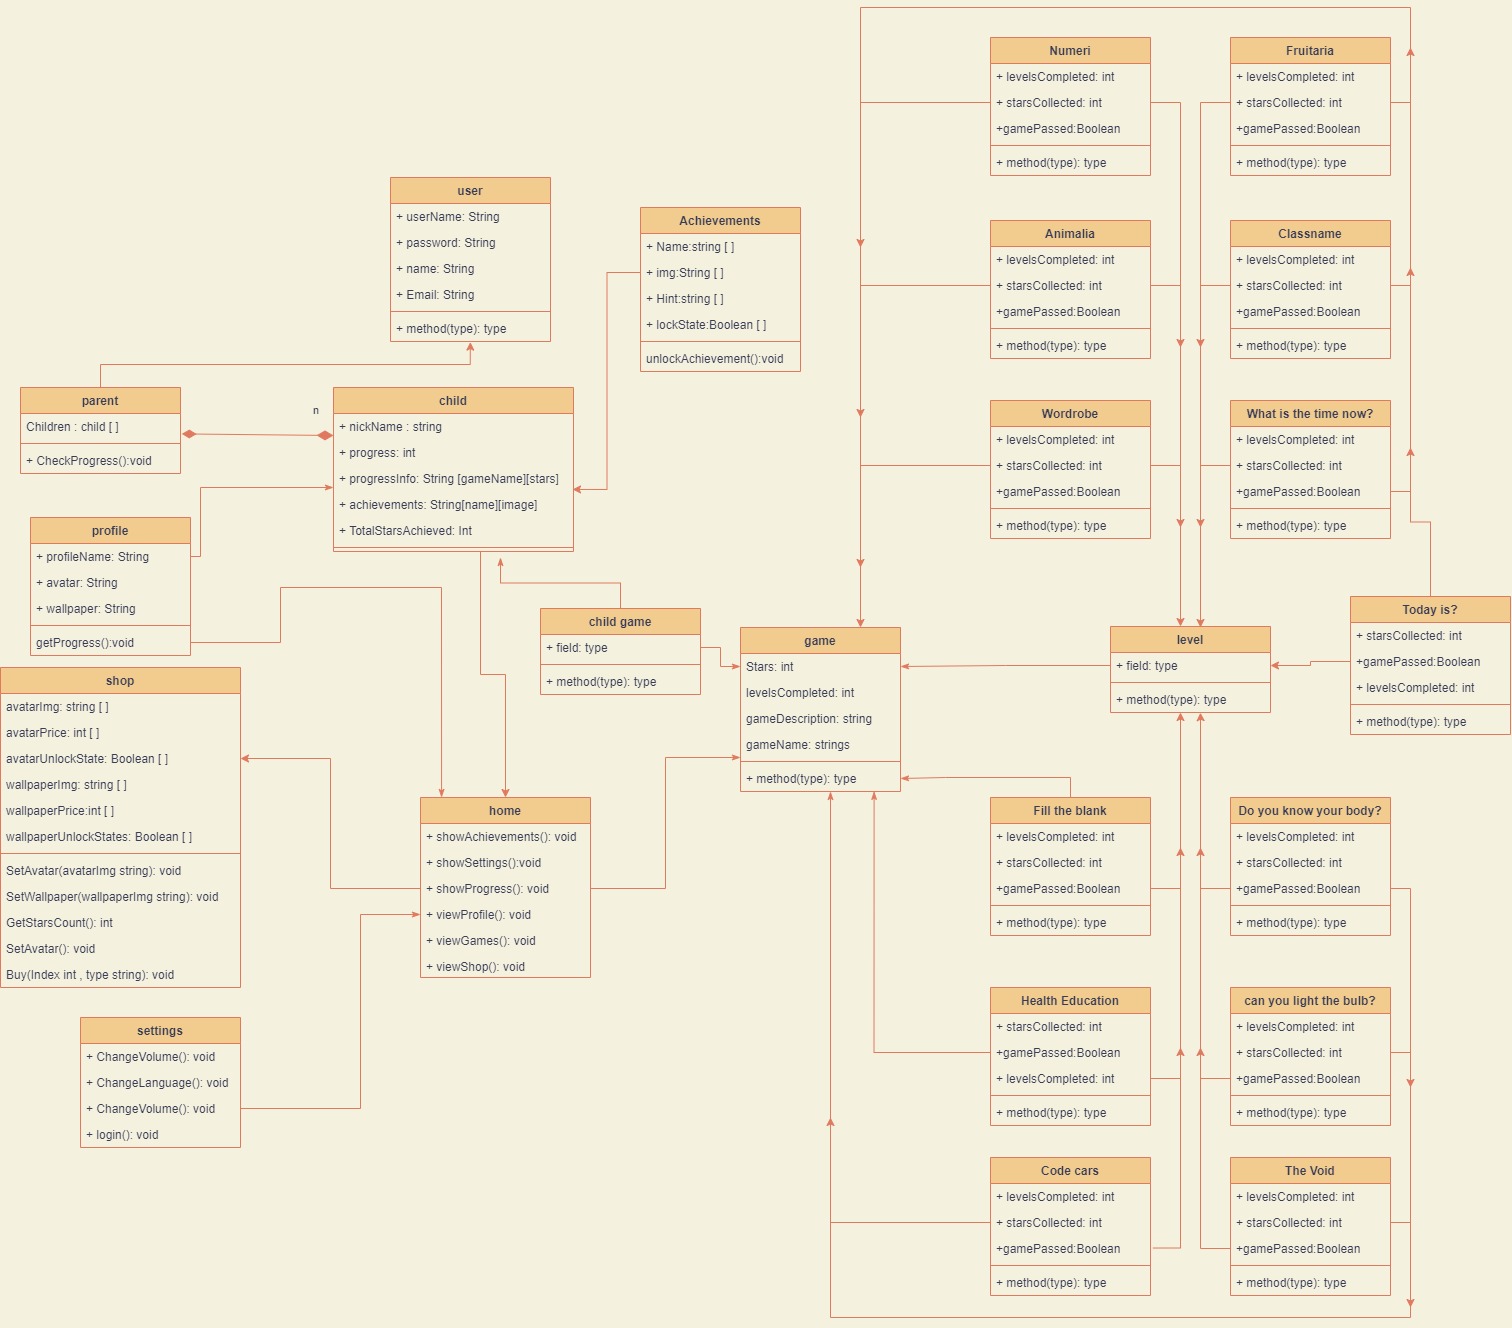 user
+ userName: String
+ password: String
+ name: String
+ Email: String
+ method(type): type
Achievements
+ Name:string [ ]
+ img:String [ ]
+ Hint:string [ ]
+ lockState:Boolean [ ]
unlockAchievement():void
parent
Children : child [ ]
+ CheckProgress():void
n
child
+ nickName : string
+ progress: int
+ progressInfo: String [gameName][stars]
+ achievements: String[name][image]
+ TotalStarsAchieved: Int
profile
+ profileName: String
+ avatar: String
+ wallpaper: String
getProgress():void
child game
+ field: type
+ method(type): type
shop
avatarImg: string [ ]
avatarPrice: int [ ]
avatarUnlockState: Boolean [ ]
wallpaperImg: string [ ]
wallpaperPrice:int [ ]
wallpaperUnlockStates: Boolean [ ]
SetAvatar(avatarImg string): void
SetWallpaper(wallpaperImg string): void
GetStarsCount(): int
SetAvatar(): void
Buy(Index int , type string): void
home
+ showAchievements(): void
+ showSettings():void
+ showProgress(): void
+ viewProfile(): void
+ viewGames(): void
+ viewShop(): void
settings
+ ChangeVolume(): void
+ ChangeLanguage(): void
+ ChangeVolume(): void
+ login(): void
game
Stars: int
levelsCompleted: int
gameDescription: string
gameName: strings
+ method(type): type
Numeri
+ levelsCompleted: int
+ starsCollected: int
+gamePassed:Boolean
+ method(type): type
Fruitaria
+ levelsCompleted: int
+ starsCollected: int
+gamePassed:Boolean
+ method(type): type
Animalia
+ levelsCompleted: int
+ starsCollected: int
+gamePassed:Boolean
+ method(type): type
Classname
+ levelsCompleted: int
+ starsCollected: int
+gamePassed:Boolean
+ method(type): type
Wordrobe
+ levelsCompleted: int
+ starsCollected: int
+gamePassed:Boolean
+ method(type): type
What is the time now?
+ levelsCompleted: int
+ starsCollected: int
+gamePassed:Boolean
+ method(type): type
level
+ field: type
+ method(type): type
Today is?
+ starsCollected: int
+gamePassed:Boolean
+ levelsCompleted: int
+ method(type): type
Fill the blank
+ levelsCompleted: int
+ starsCollected: int
+gamePassed:Boolean
+ method(type): type
Do you know your body?
+ levelsCompleted: int
+ starsCollected: int
+gamePassed:Boolean
+ method(type): type
Health Education
+ starsCollected: int
+gamePassed:Boolean
+ levelsCompleted: int
+ method(type): type
can you light the bulb?
+ levelsCompleted: int
+ starsCollected: int
+gamePassed:Boolean
+ method(type): type
Code cars
+ levelsCompleted: int
+ starsCollected: int
+gamePassed:Boolean
+ method(type): type
The Void
+ levelsCompleted: int
+ starsCollected: int
+gamePassed:Boolean
+ method(type): type